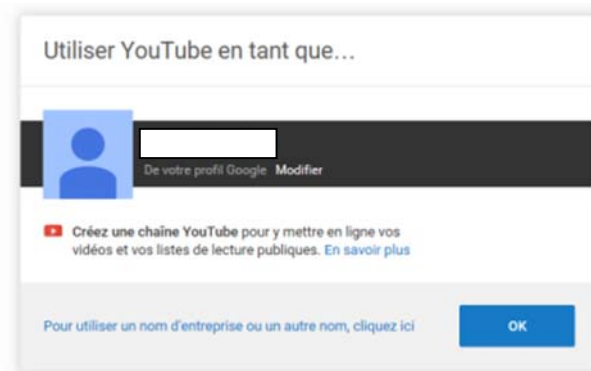 Utiliser YouTube en tant que...
De votre profil Google Modifier
Créez une chaîne YouTube pour y mettre en ligne vos
vidéos et vos listes de lecture publiques. En savoir plus
Pour utiliser un nom d'entreprise ou un autre nom, cliquez ici
OK